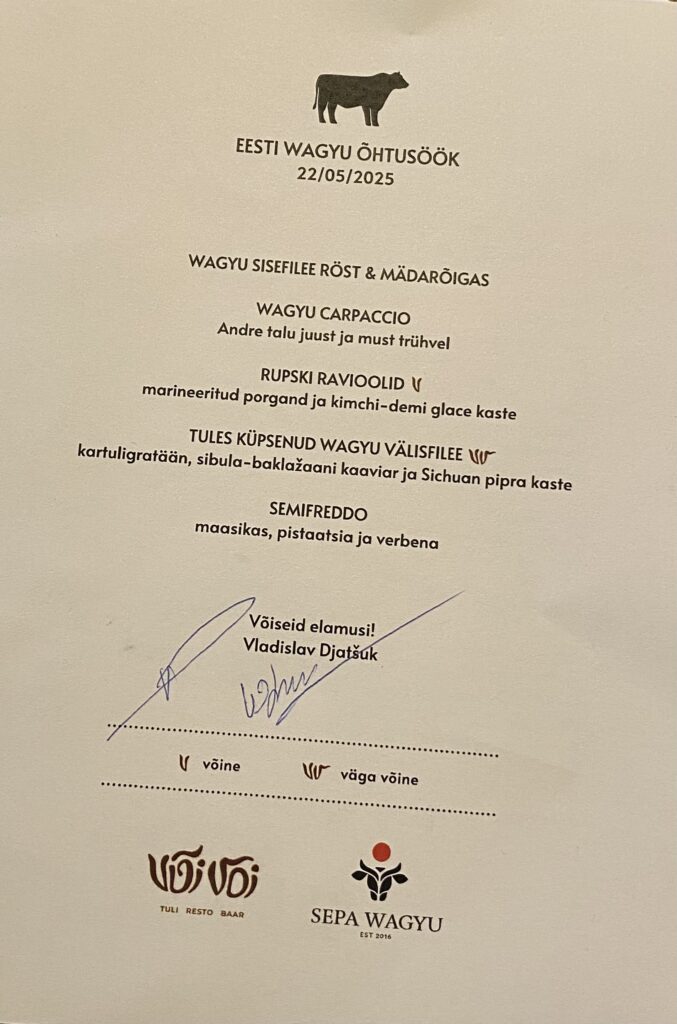 EESTI WAGYU ÕHTUSÖÖK
22/05/2025
WAGYU SISEFILEE RÖST & MÄDARÕIGAS
WAGYU CARPACCIO
Andre talu juust ja must trühvel
RUPSKI RAVIOOLID
marineeritud porgand ja kimchi-demi glace kaste
TULES KÜPSENUD WAGYU VÄLISFILEE
kartuligratään, sibula-baklažaani kaaviar ja Sichuan pipra kaste
SEMIFREDDO
maasikas, pistaatsia ja verbena
Võiseid elamusi!
Vladislav Djatšuk
võine
väga võine
Või Või
TULI RESTO BAAR
SEPA WAGYU
EST 2016